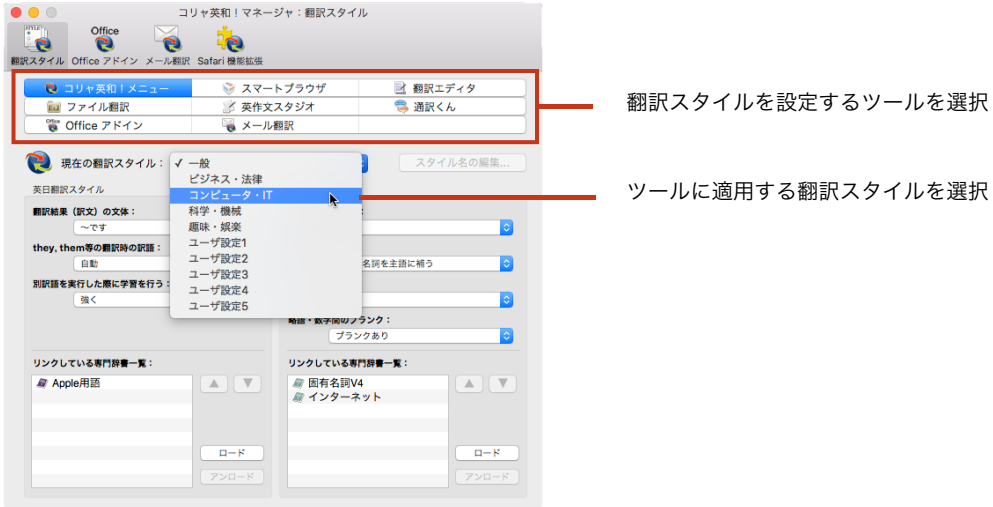 コリャ英和！マネージャ：翻訳スタイル
STYLE
Office
翻訳スタイル Office アドイン メール翻訳 Safari 機能拡張
コリャ英和！メニュー スマートブラウザ 翻訳エディタ
ファイル翻訳 英作文スタジオ 通訳くん
Office アドイン メール翻訳
翻訳スタイルを設定するツールを選択
現在の翻訳スタイル： ✓ 一般 スタイル名の編集...
ビジネス・法律
コンピュータ・IT
ツールに適用する翻訳スタイルを選択
科学・機械
趣味・娯楽
ユーザ設定1
ユーザ設定2
ユーザ設定3
ユーザ設定4
ユーザ設定5
英日翻訳スタイル
翻訳結果（訳文）の文体：
〜です
they, them等の翻訳時の訳語：
自動 名詞を主語に補う
別訳語を実行した際に学習を行う：
強く
略語・数字間のブランク：
ブランクあり
リンクしている専門辞書一覧： リンクしている専門辞書一覧：
Apple用語 固有名詞V4
インターネット
ロード ロード
アンロード アンロード